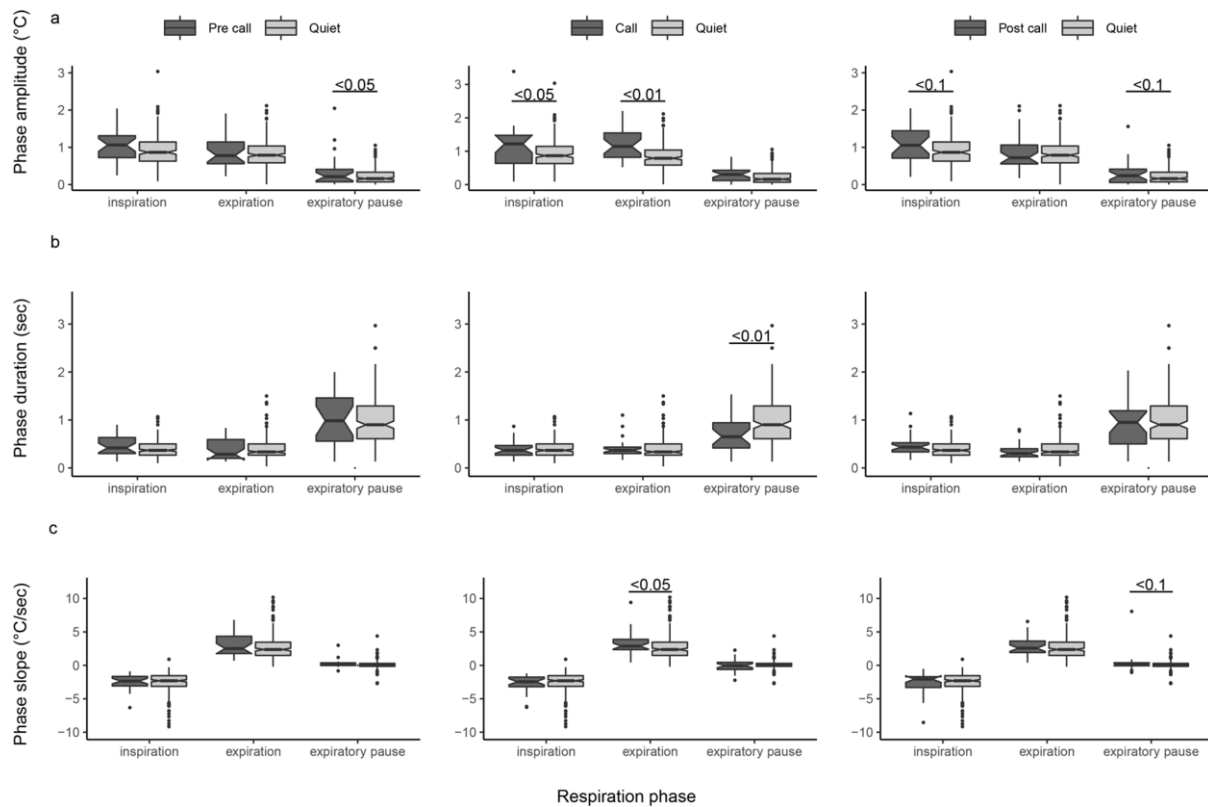 a
Pre call Quiet
Call Quiet
Post call Quiet
Phase amplitude (°C)
3
2
1
0
<0.05
inspiration expiration expiratory pause
3
2
1
0
<0.05 <0.01
inspiration expiration expiratory pause
3
2
1
0
<0.1 <0.1
inspiration expiration expiratory pause
b
Phase duration (sec)
3
2
1
0
inspiration expiration expiratory pause
3
2
1
0
<0.01
inspiration expiration expiratory pause
3
2
1
0
inspiration expiration expiratory pause
c
Phase slope (°C/sec)
10
5
0
−5
−10
inspiration expiration expiratory pause
10
5
0
−5
−10
<0.05
inspiration expiration expiratory pause
10
5
0
−5
−10
<0.1
inspiration expiration expiratory pause
Respiration phase